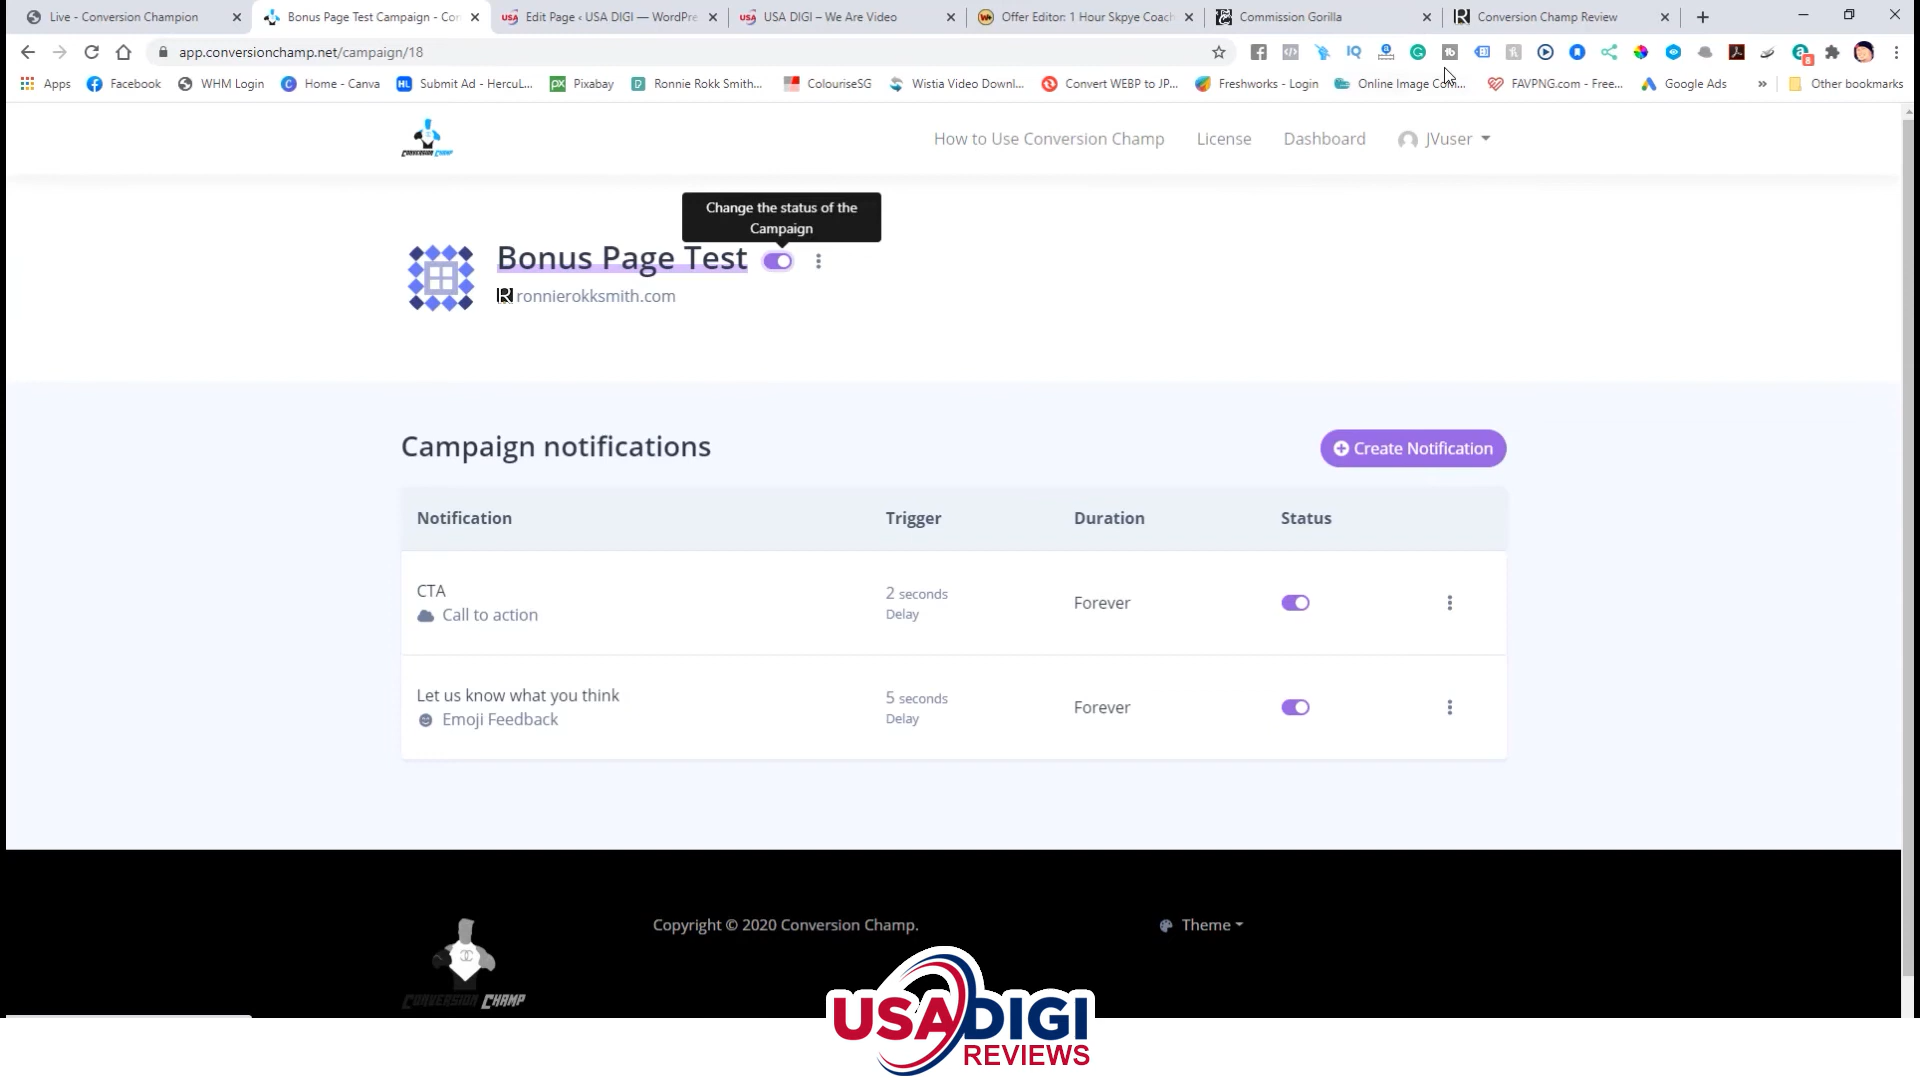 Live - Conversion Champion
Bonus Page Test Campaign - Co
Edit Page ‹ USA DIGI — WordPre
USA DIGI – We Are Video
Offer Editor: 1 Hour Skpye Coach
Commission Gorilla
Conversion Champ Review
app.conversionchamp.net/campaign/18
Apps
Facebook
WHM Login
Home - Canva
Submit Ad - HercuL...
Pixabay
Ronnie Rokk Smith...
ColouriseSG
Wistia Video Downl...
Convert WEBP to JP...
Freshworks - Login
Online Image Com...
FAVPNG.com - Free...
Google Ads
Other bookmarks
CONVERSION CHAMP
How to Use Conversion Champ
License
Dashboard
JVuser
Change the status of the
Campaign
Bonus Page Test
ronnierokksmith.com
Campaign notifications
Create Notification
Notification Trigger Duration Status
CTA
Call to action
2 seconds
Delay
Forever
Let us know what you think
Emoji Feedback
5 seconds
Delay
Forever
Copyright © 2020 Conversion Champ.
Theme
CONVERSION CHAMP
USADIGI
REVIEWS